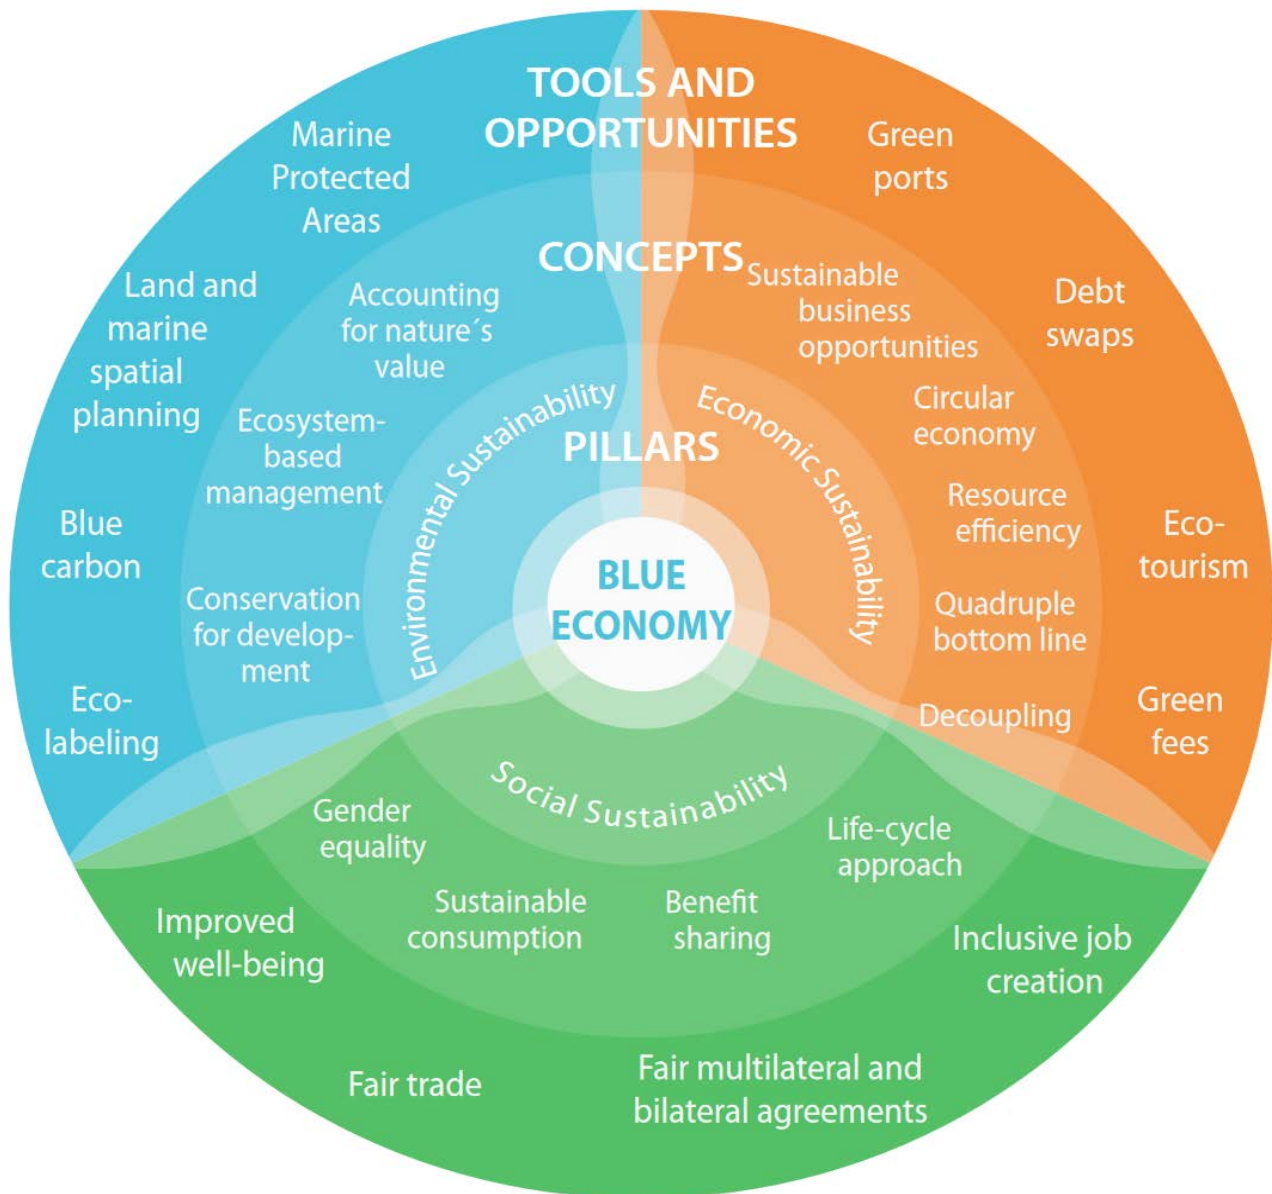 TOOLS AND
OPPORTUNITIES
Marine
Protected
Areas
Land and
marine
spatial
planning
Blue
carbon
Eco-
labeling
Green
ports
Debt
swaps
Eco-
tourism
Green
fees
Improved
well-being
Fair trade
Fair multilateral and
bilateral agreements
Inclusive job
creation
CONCEPTS
Accounting
for nature´s
value
Ecosystem-
based
management
Conservation
for develop-
ment
Sustainable
business
opportunities
Circular
economy
Resource
efficiency
Quadruple
bottom line
Decoupling
Gender
equality
Sustainable
consumption
Benefit
sharing
Life-cycle
approach
PILLARS
Environmental Sustainability
Economic Sustainability
Social Sustainability
BLUE
ECONOMY